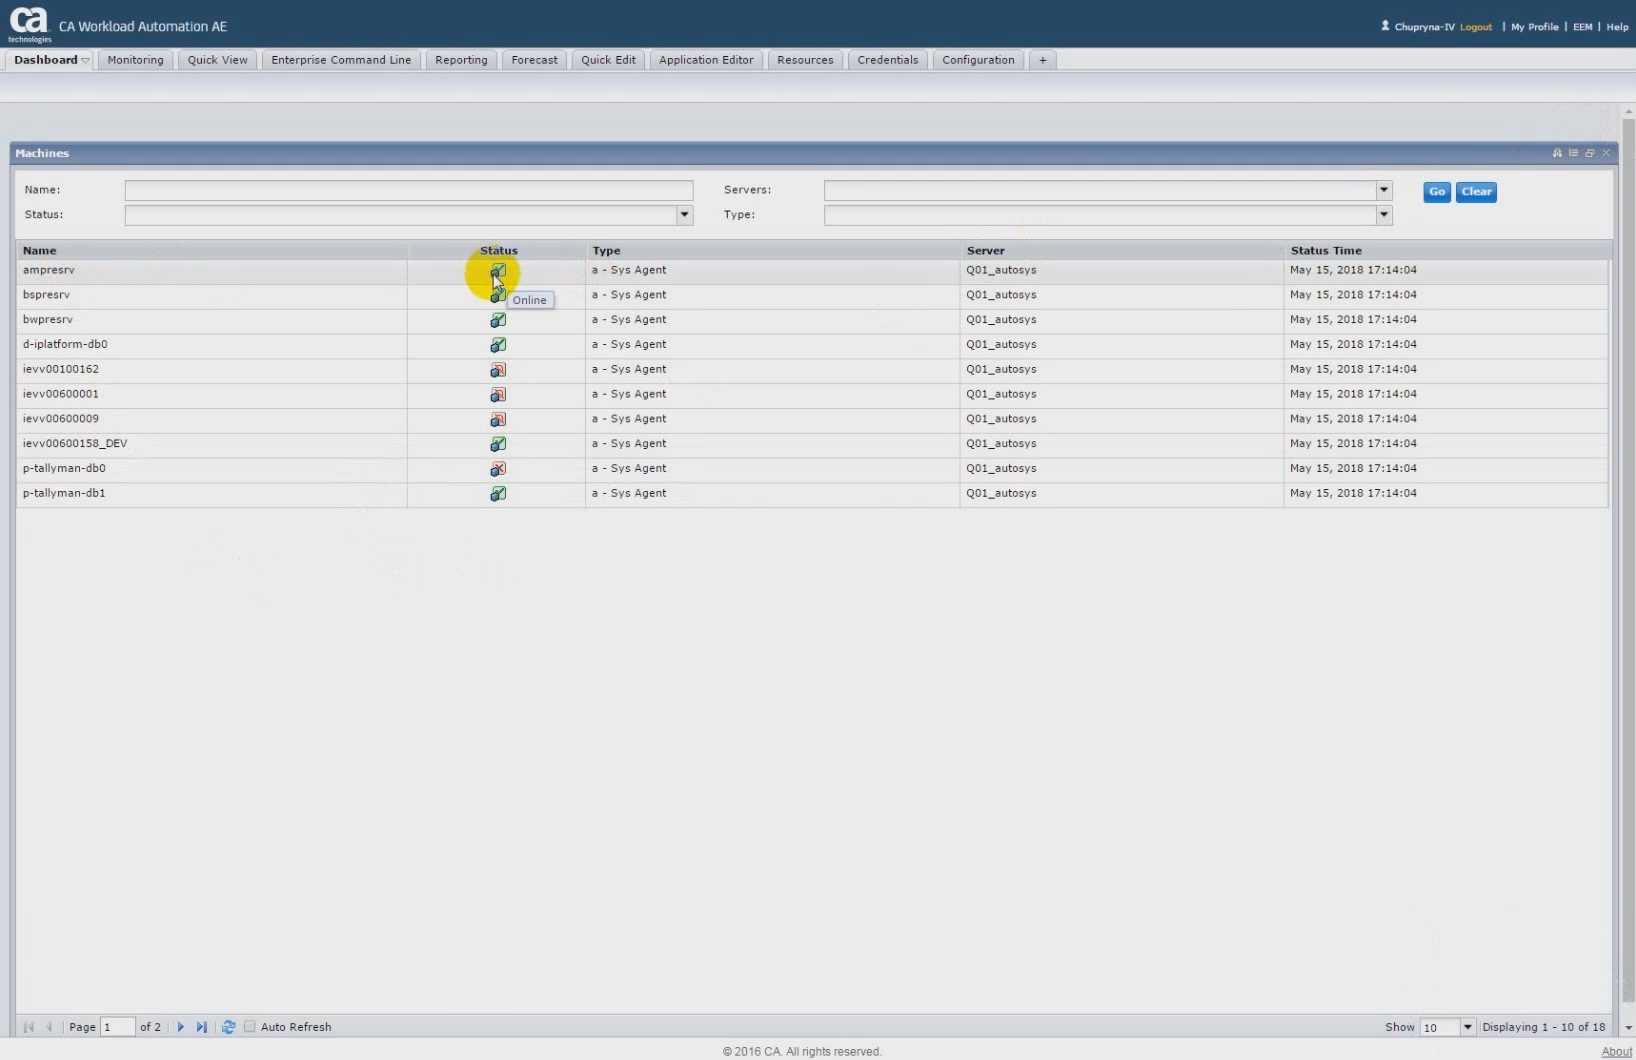 ca technologies CA Workload Automation AE Chupryna-IV Logout | My Profile | EEM | Help
Dashboard Monitoring Quick View Enterprise Command Line Reporting Forecast Quick Edit Application Editor Resources Credentials Configuration +
Machines
Name: Servers: Go Clear
Status: Type:
Name Status Type Server Status Time
ampresrv a - Sys Agent Q01_autosys May 15, 2018 17:14:04
bspresrv Online a - Sys Agent Q01_autosys May 15, 2018 17:14:04
bwpresrv a - Sys Agent Q01_autosys May 15, 2018 17:14:04
d-iplatform-db0 a - Sys Agent Q01_autosys May 15, 2018 17:14:04
ievv00100162 a - Sys Agent Q01_autosys May 15, 2018 17:14:04
ievv00600001 a - Sys Agent Q01_autosys May 15, 2018 17:14:04
ievv00600009 a - Sys Agent Q01_autosys May 15, 2018 17:14:04
ievv00600158_DEV a - Sys Agent Q01_autosys May 15, 2018 17:14:04
p-tallyman-db0 a - Sys Agent Q01_autosys May 15, 2018 17:14:04
p-tallyman-db1 a - Sys Agent Q01_autosys May 15, 2018 17:14:04
Page 1 of 2 Auto Refresh Show 10 Displaying 1 - 10 of 18
© 2016 CA. All rights reserved. About